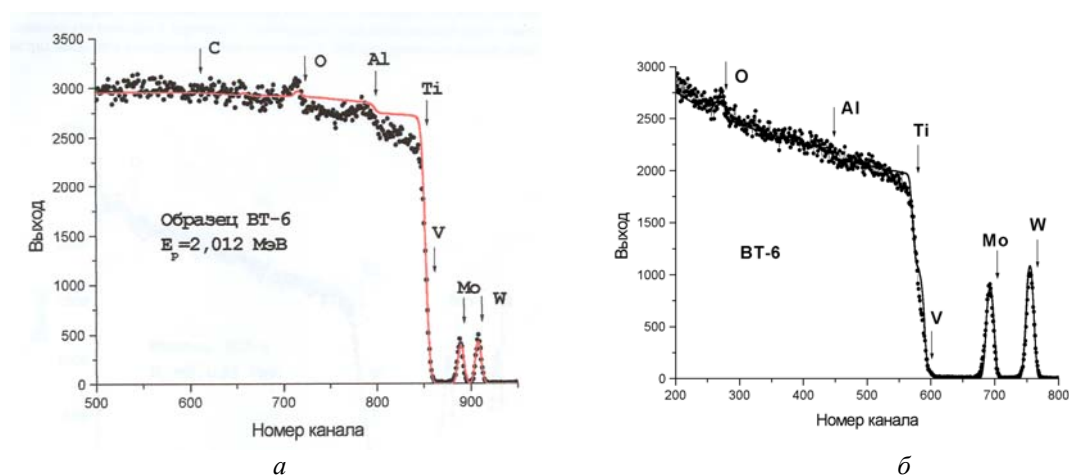 C
O
Al
Ti
V
Mo
W
Образец ВТ-6
E_p=2,012 МэВ
Выход
3500
3000
2500
2000
1500
1000
500
0
500
600
700
800
900
Номер канала
а
O
Al
Ti
V
Mo
W
ВТ-6
Выход
3000
2500
2000
1500
1000
500
0
200
300
400
500
600
700
800
Номер канала
б